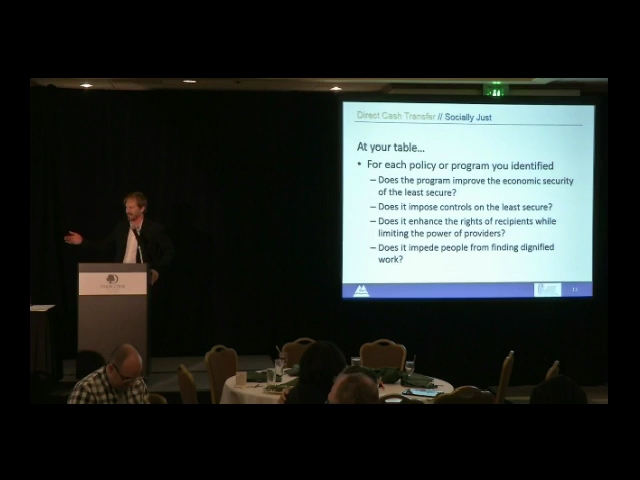 Direct Cash Transfer // Socially Just
At your table...
• For each policy or program you identified
– Does the program improve the economic security
of the least secure?
– Does it impose controls on the least secure?
– Does it enhance the rights of recipients while
limiting the power of providers?
– Does it impede people from finding dignified
work?
11